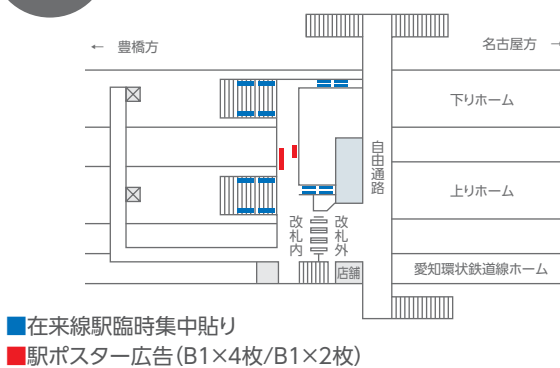 ← 豊橋方
名古屋方 →
下りホーム
自由通路
上りホーム
改札内
改札外
店舗
愛知環状鉄道線ホーム
■在来線駅臨時集中貼り
■駅ポスター広告(B1×4枚/B1×2枚)